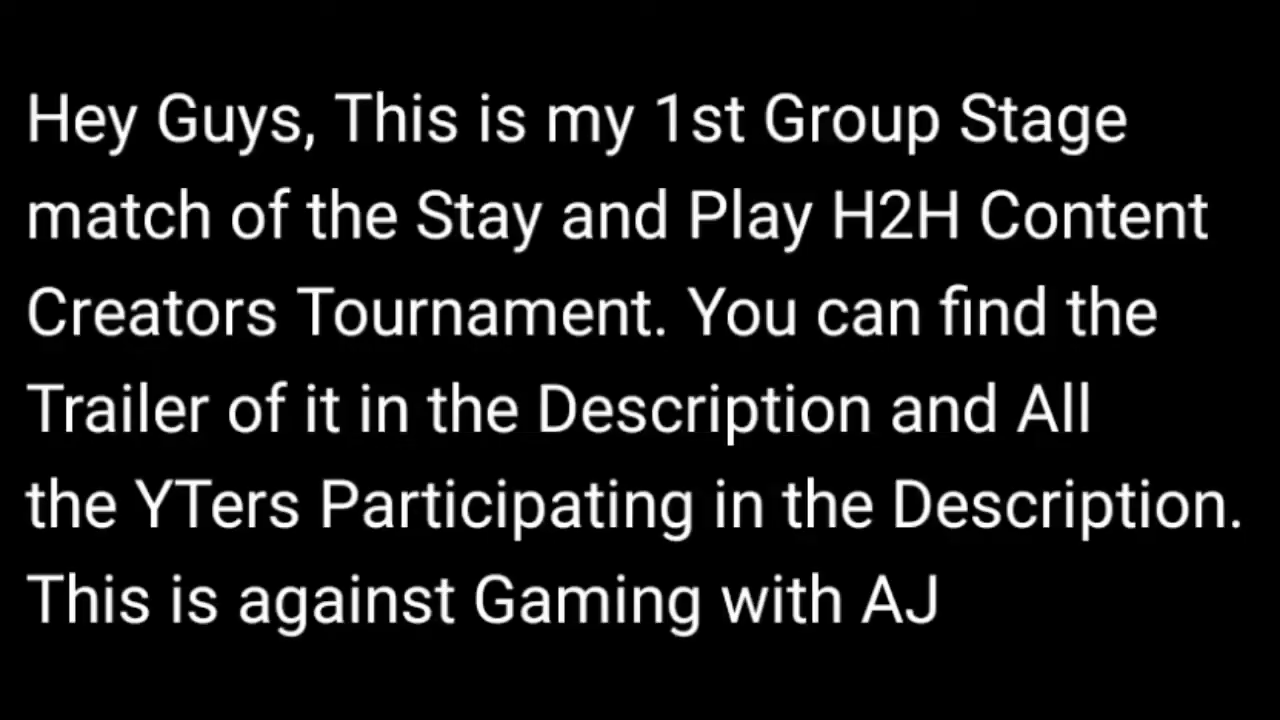 Hey Guys, This is my 1st Group Stage
match of the Stay and Play H2H Content
Creators Tournament. You can find the
Trailer of it in the Description and All
the YTers Participating in the Description.
This is against Gaming with AJ